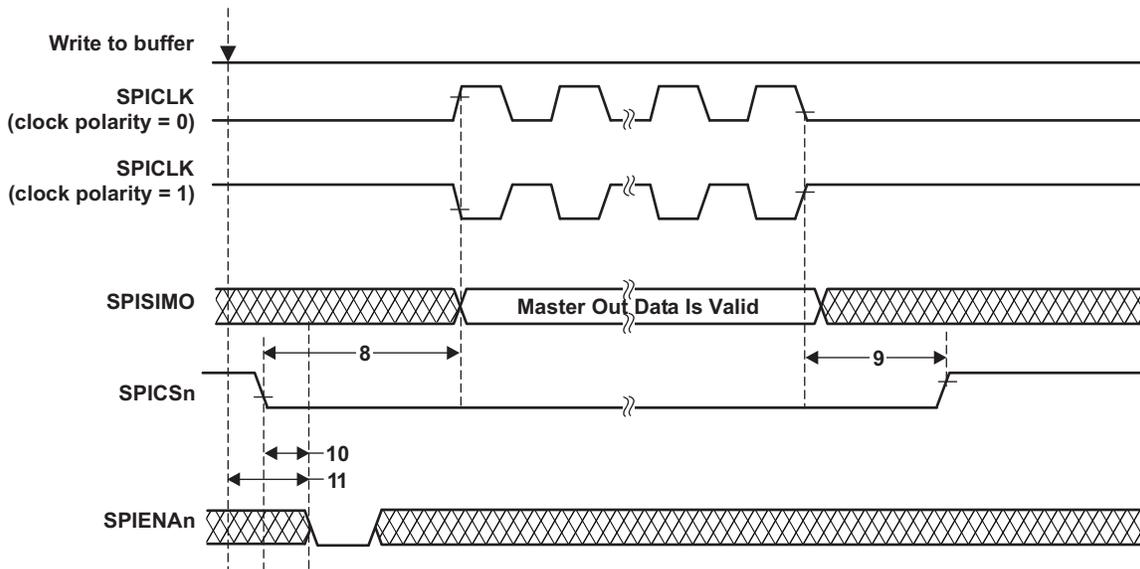 Write to buffer
SPICLK
(clock polarity = 0)
SPICLK
(clock polarity = 1)
SPISIMO
Master Out Data Is Valid
8
9
SPICSn
10
11
SPIENAn